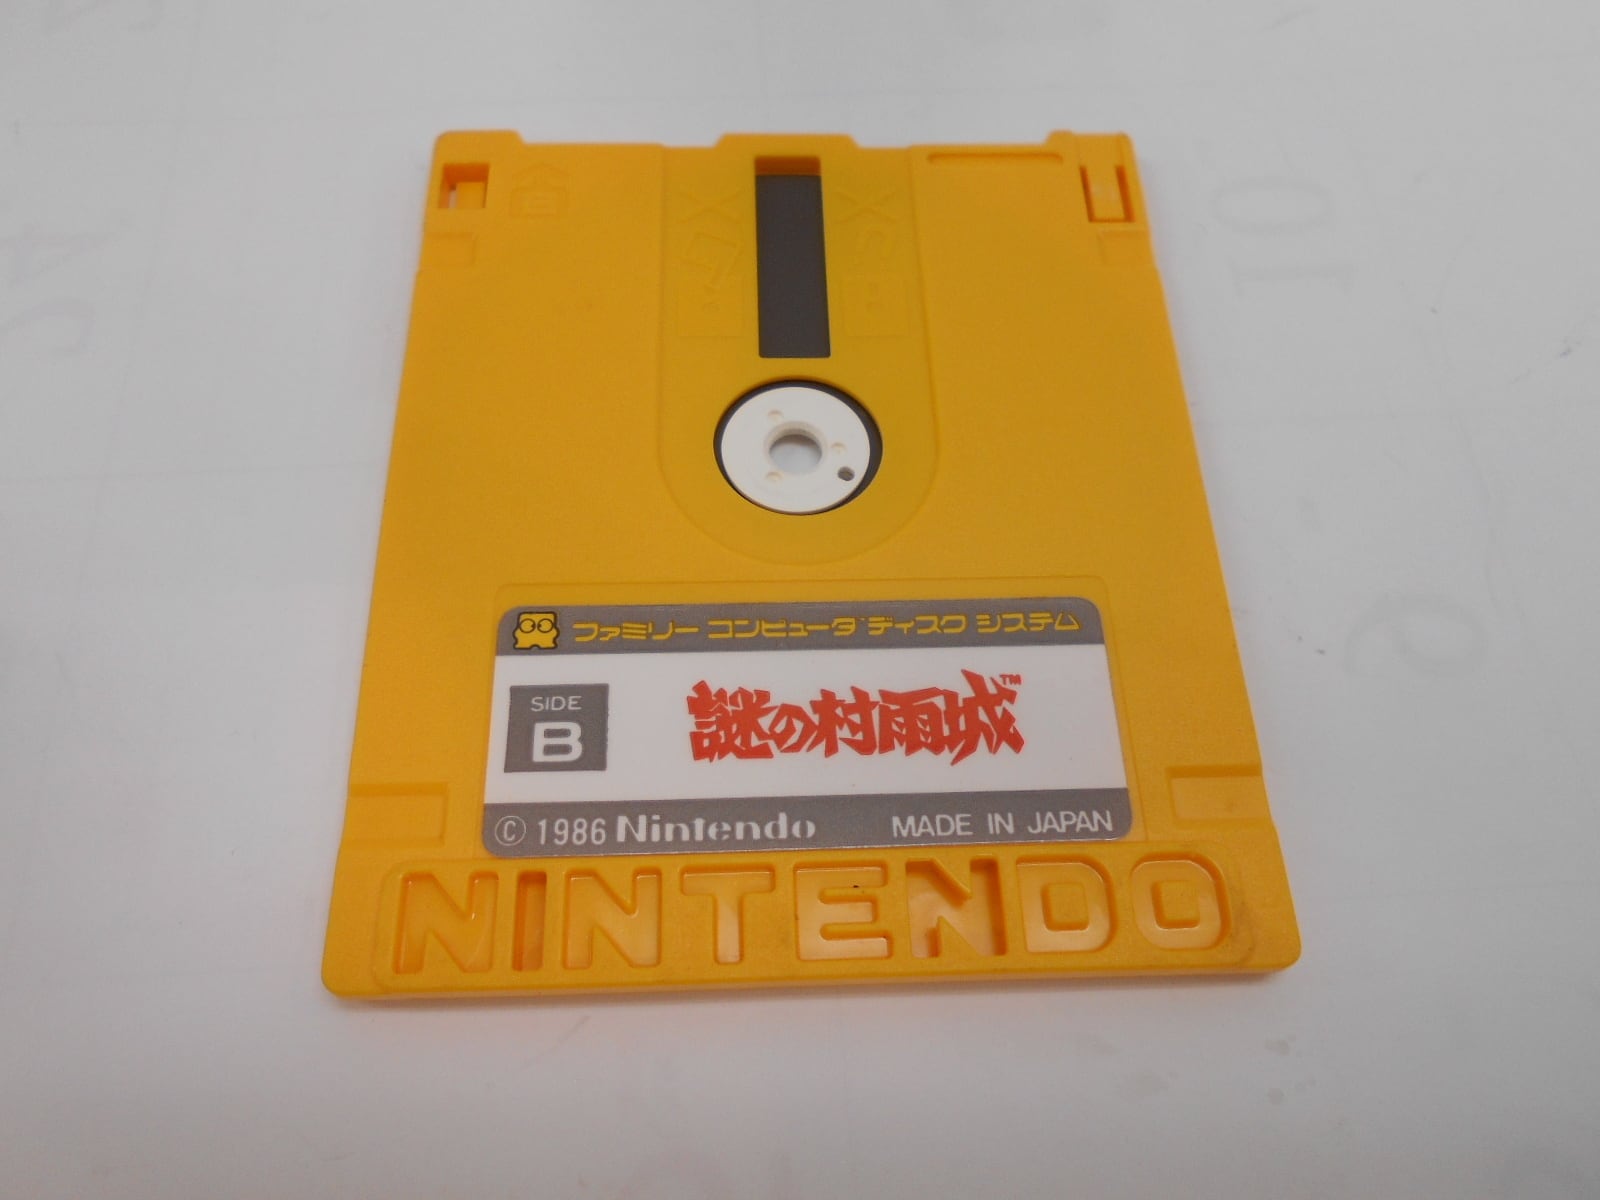 ファミリー コンピュータ ディスク システム
SIDE
B
謎の村雨城™
© 1986 Nintendo MADE IN JAPAN
NINTENDO